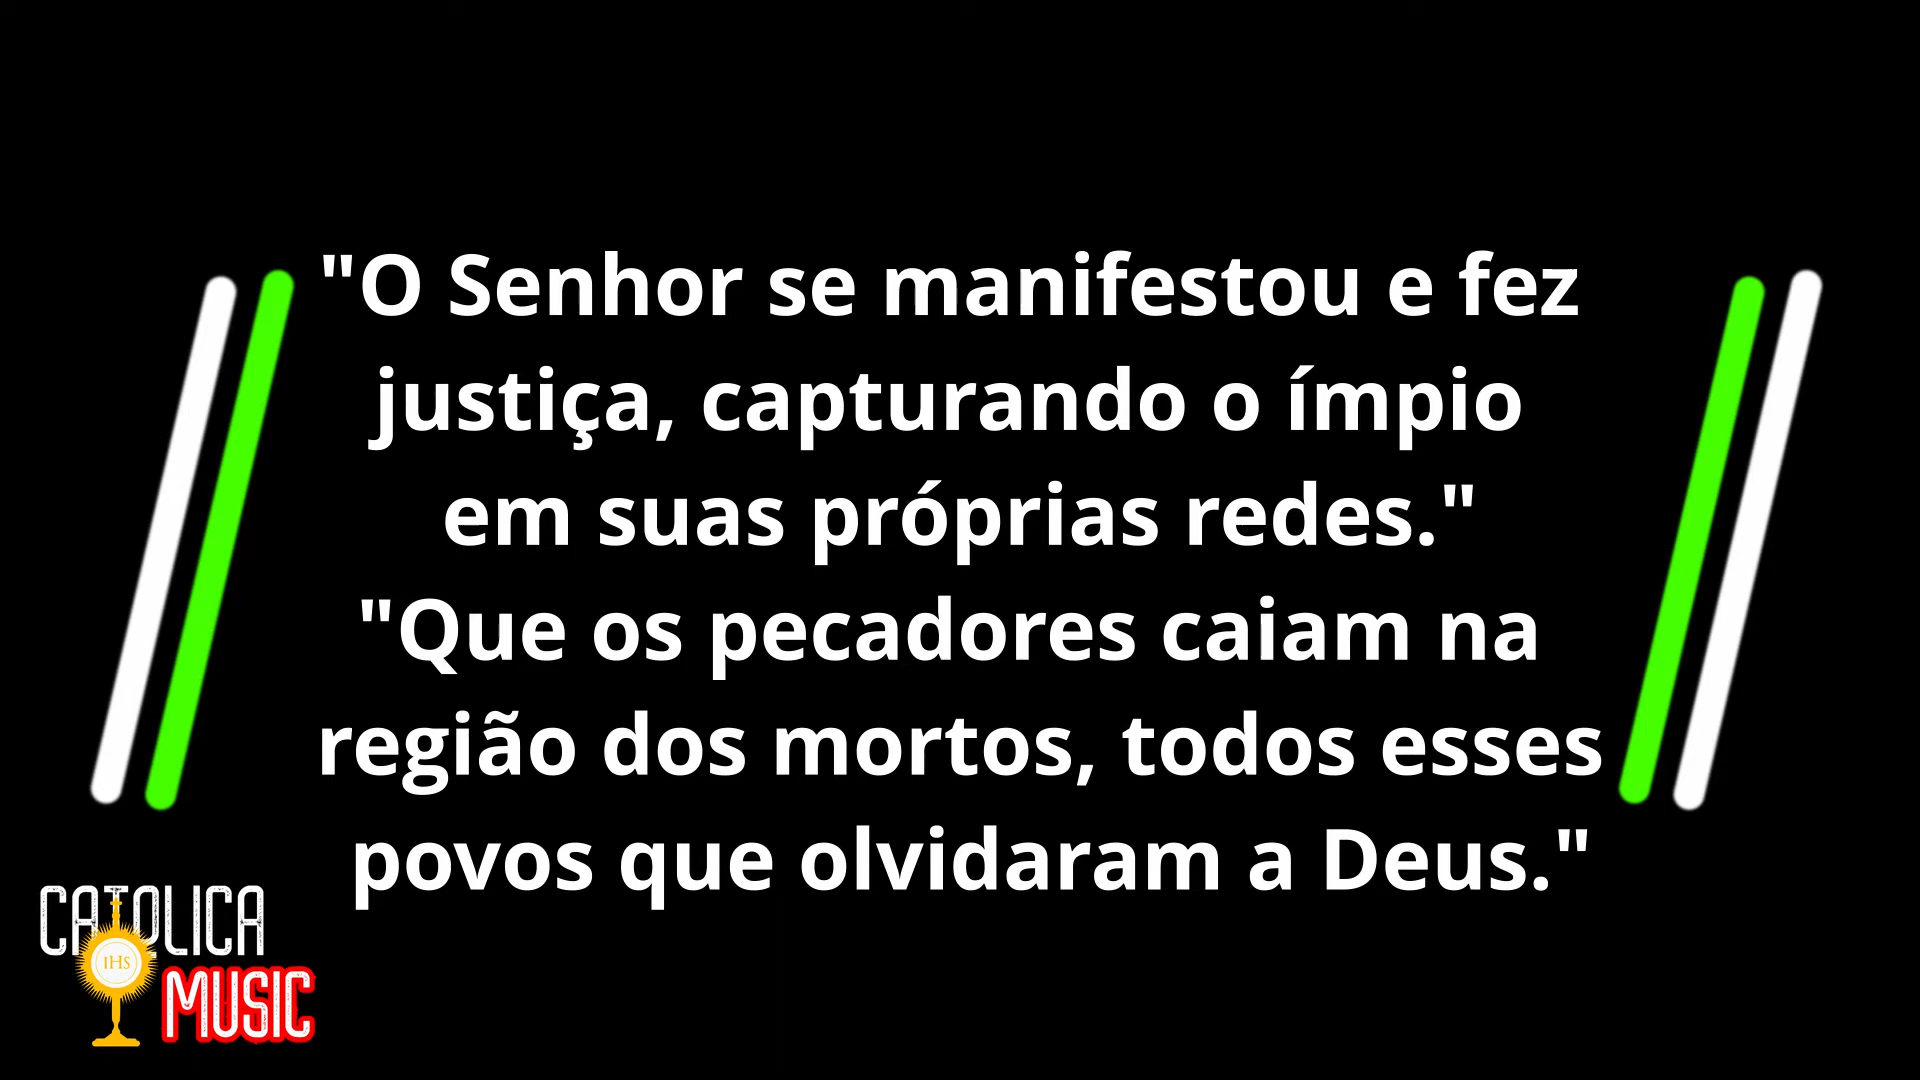 "O Senhor se manifestou e fez
justiça, capturando o ímpio
em suas próprias redes."
"Que os pecadores caiam na
região dos mortos, todos esses
povos que olvidaram a Deus."
CATOLICA
IHS
MUSIC